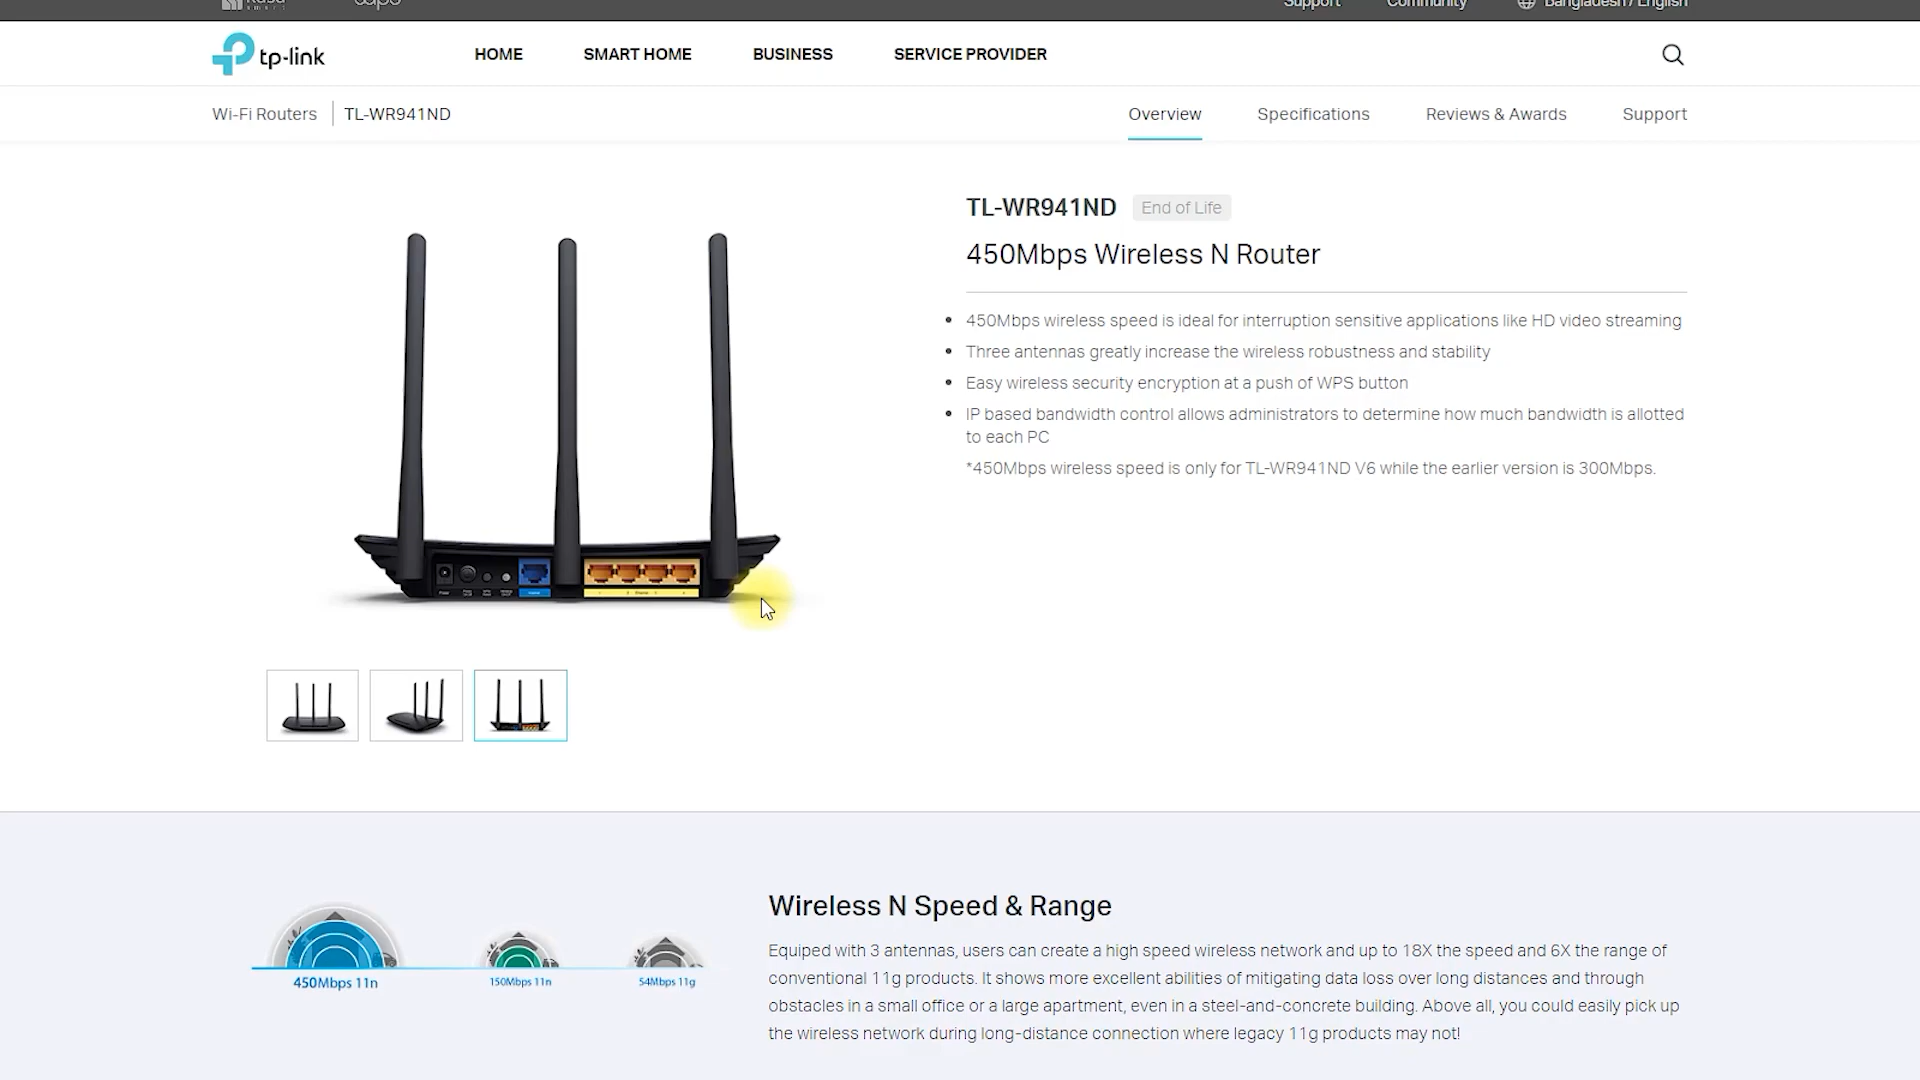 Support Community Bangladesh / English
tp-link HOME SMART HOME BUSINESS SERVICE PROVIDER
Wi-Fi Routers TL-WR941ND Overview Specifications Reviews & Awards Support
TL-WR941ND End of Life
450Mbps Wireless N Router
450Mbps wireless speed is ideal for interruption sensitive applications like HD video streaming
Three antennas greatly increase the wireless robustness and stability
Easy wireless security encryption at a push of WPS button
IP based bandwidth control allows administrators to determine how much bandwidth is allotted
to each PC
*450Mbps wireless speed is only for TL-WR941ND V6 while the earlier version is 300Mbps.
450Mbps 11n 150Mbps 11n 54Mbps 11g
Wireless N Speed & Range
Equiped with 3 antennas, users can create a high speed wireless network and up to 18X the speed and 6X the range of
conventional 11g products. It shows more excellent abilities of mitigating data loss over long distances and through
obstacles in a small office or a large apartment, even in a steel-and-concrete building. Above all, you could easily pick up
the wireless network during long-distance connection where legacy 11g products may not!